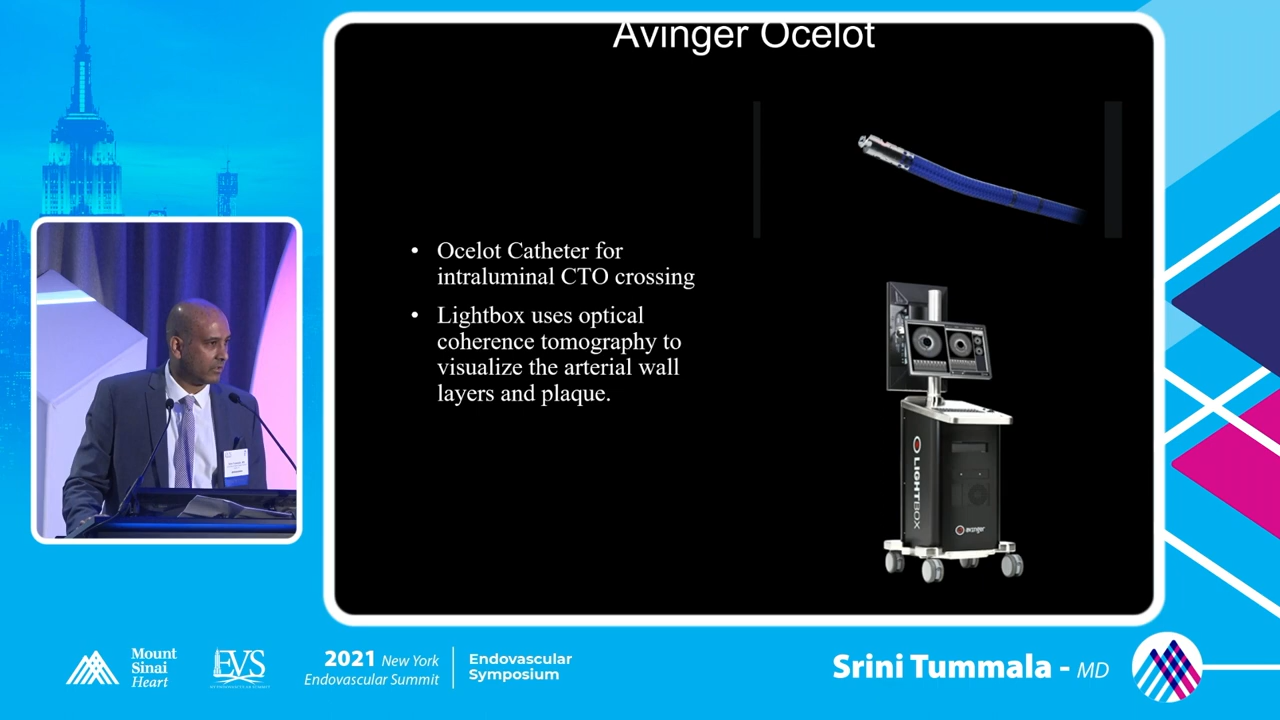 Avinger Ocelot
• Ocelot Catheter for
intraluminal CTO crossing
• Lightbox uses optical
coherence tomography to
visualize the arterial wall
layers and plaque.
LIGHTBOX
avinger
Mount
Sinai
Heart
EVS
2021 New York
Endovascular Summit
Endovascular
Symposium
Srini Tummala - MD